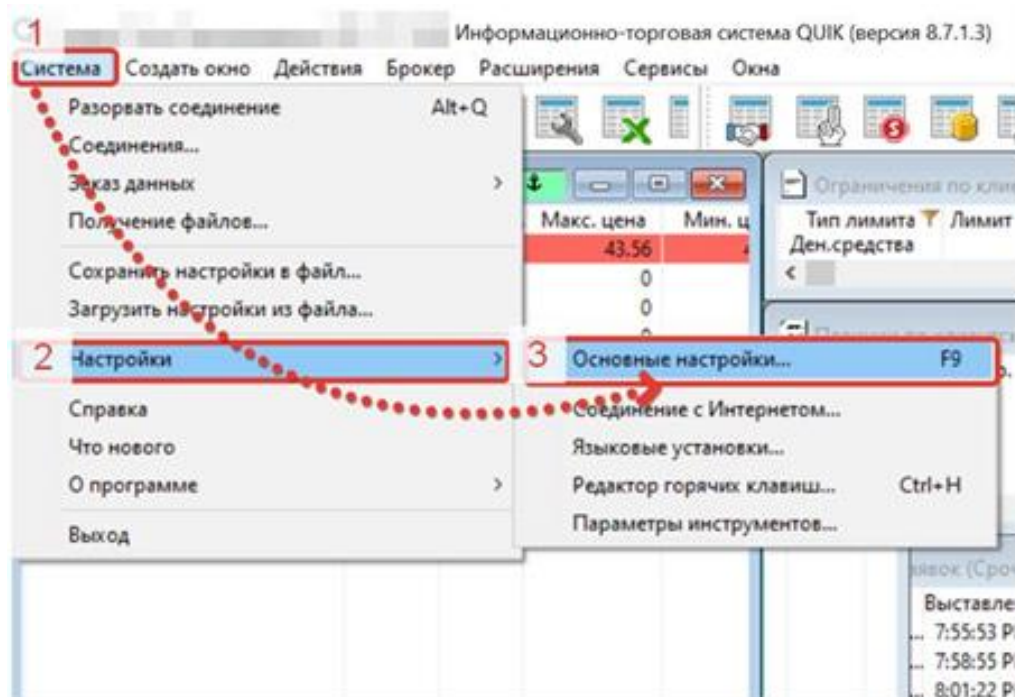 1
Информационно-торговая система QUIK (версия 8.7.1.3)
Система Создать окно Действия Брокер Расширения Сервисы Окна
Разорвать соединение Alt+Q
Соединения...
Заказ данных
Получение файлов...
Сохранить настройки в файл...
Загрузить настройки из файла...
2 Настройки
Справка
Что нового
О программе
Выход
Макс. цена Мин. ц
43.56
0
0
0
Ограничения по клие
Тип лимита Лимит
Ден.средства
3 Основные настройки... F9
Соединение с Интернетом...
Языковые установки...
Редактор горячих клавиш... Ctrl+H
Параметры инструментов...
явок (Сроч
Выставле
... 7:55:53 P
... 7:58:55 P
... 8:01:22 P